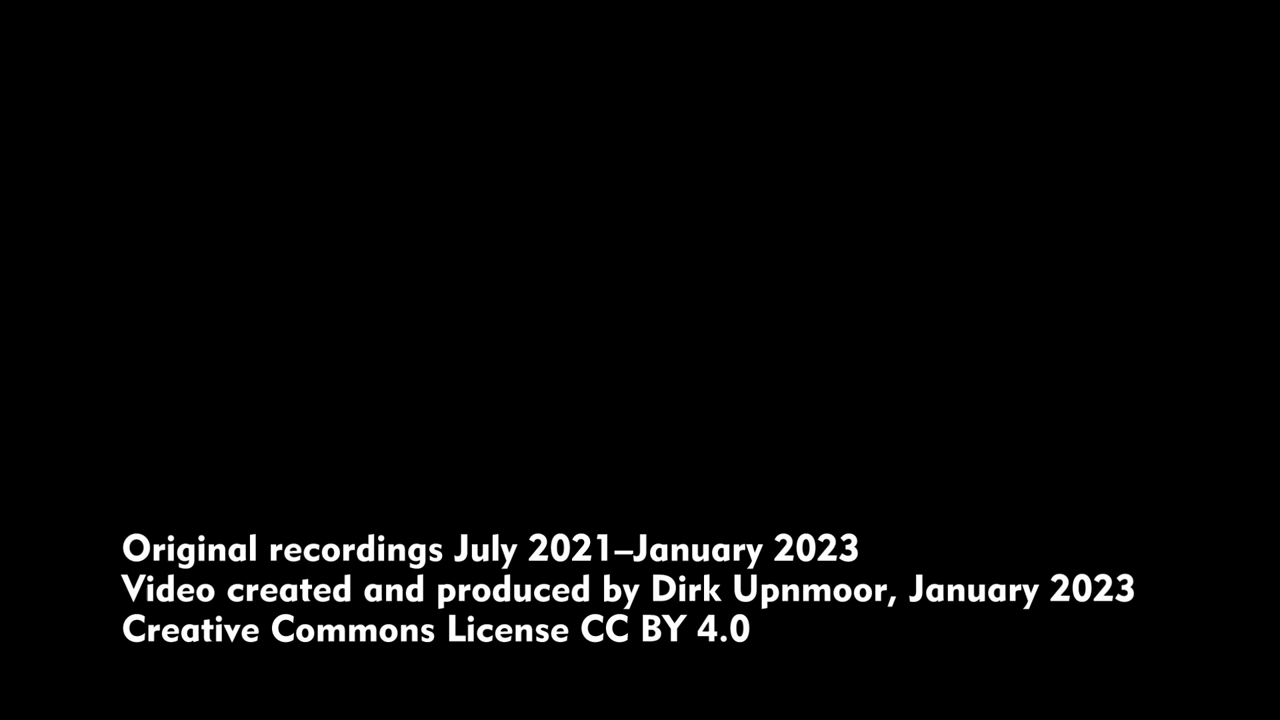 Original recordings July 2021–January 2023
Video created and produced by Dirk Upnmoor, January 2023
Creative Commons License CC BY 4.0